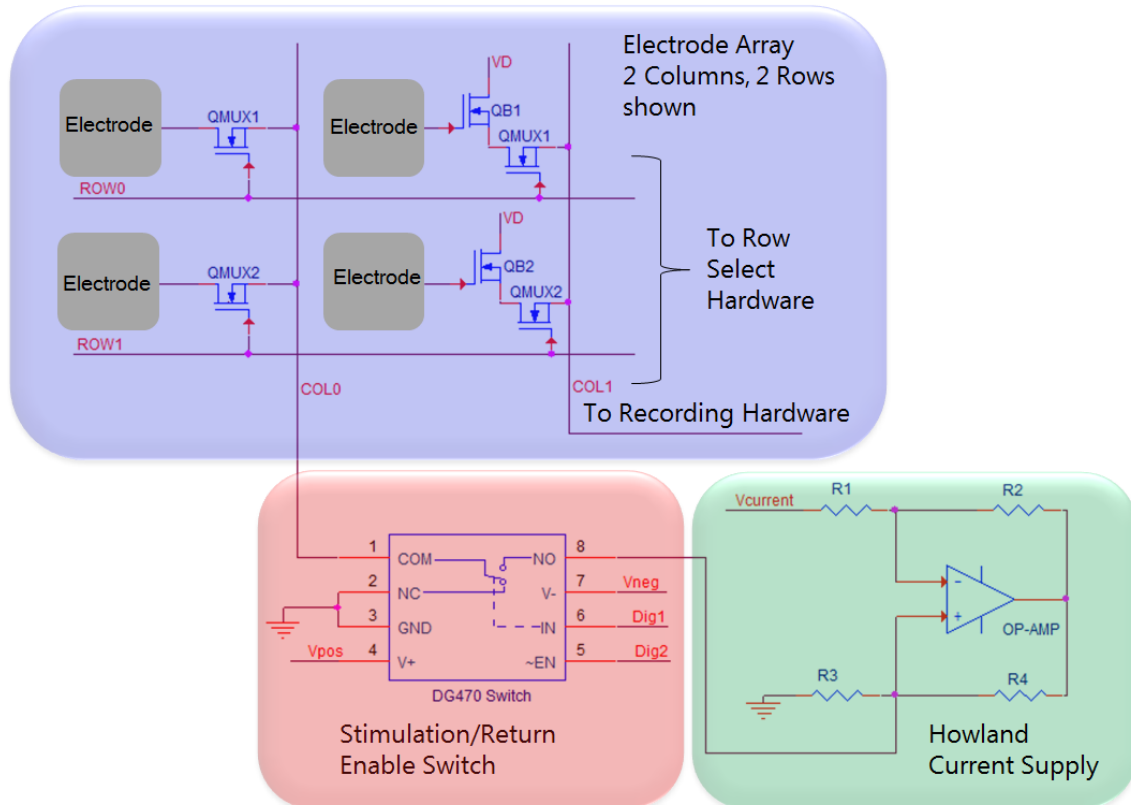 Electrode Array
2 Columns, 2 Rows
shown
VD
Electrode
QMUX1
Electrode
QB1
QMUX1
ROW0
VD
Electrode
QMUX2
Electrode
QB2
QMUX2
ROW1
To Row
Select
Hardware
COL0
COL1
To Recording Hardware
1
COM
NO
8
2
NC
V-
7
Vneg
3
GND
IN
6
Dig1
Vpos
4
V+
~EN
5
Dig2
DG470 Switch
Stimulation/Return
Enable Switch
Vcurrent
R1
R2
-
+
OP-AMP
R3
R4
Howland
Current Supply